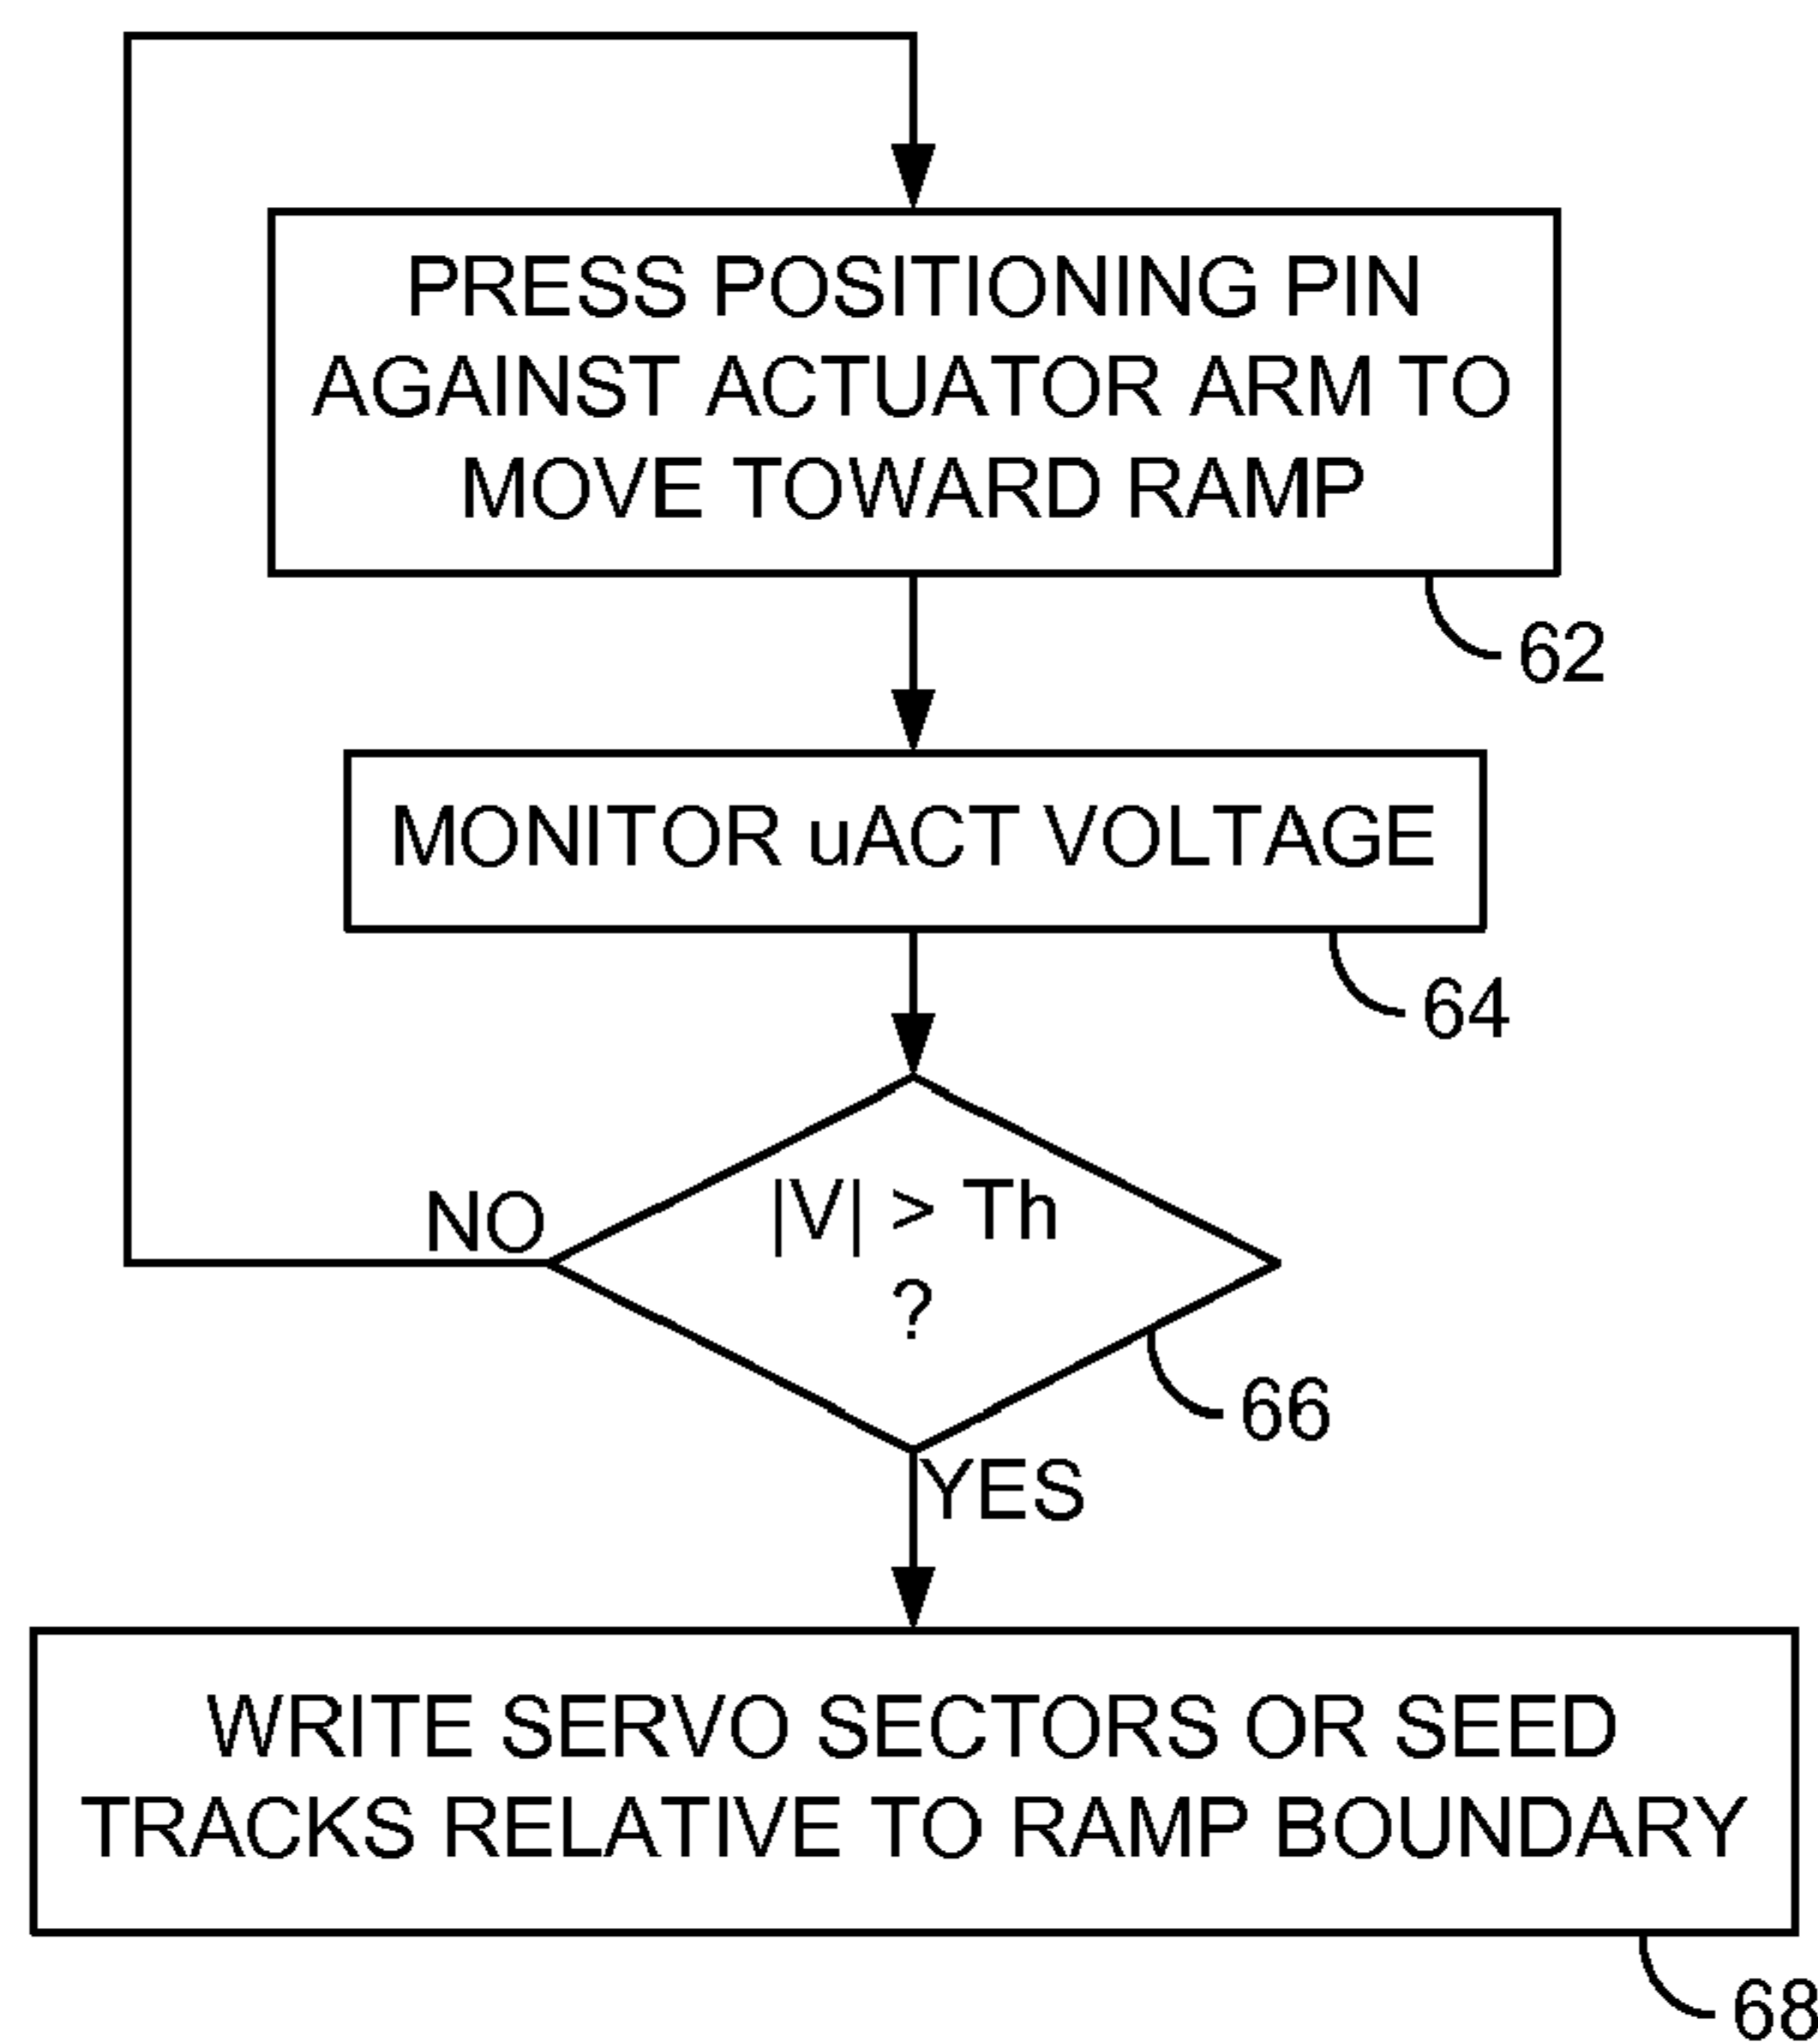 PRESS POSITIONING PIN
AGAINST ACTUATOR ARM TO
MOVE TOWARD RAMP
62
MONITOR uACT VOLTAGE
64
NO
|V| > Th
?
66
YES
WRITE SERVO SECTORS OR SEED
TRACKS RELATIVE TO RAMP BOUNDARY
68